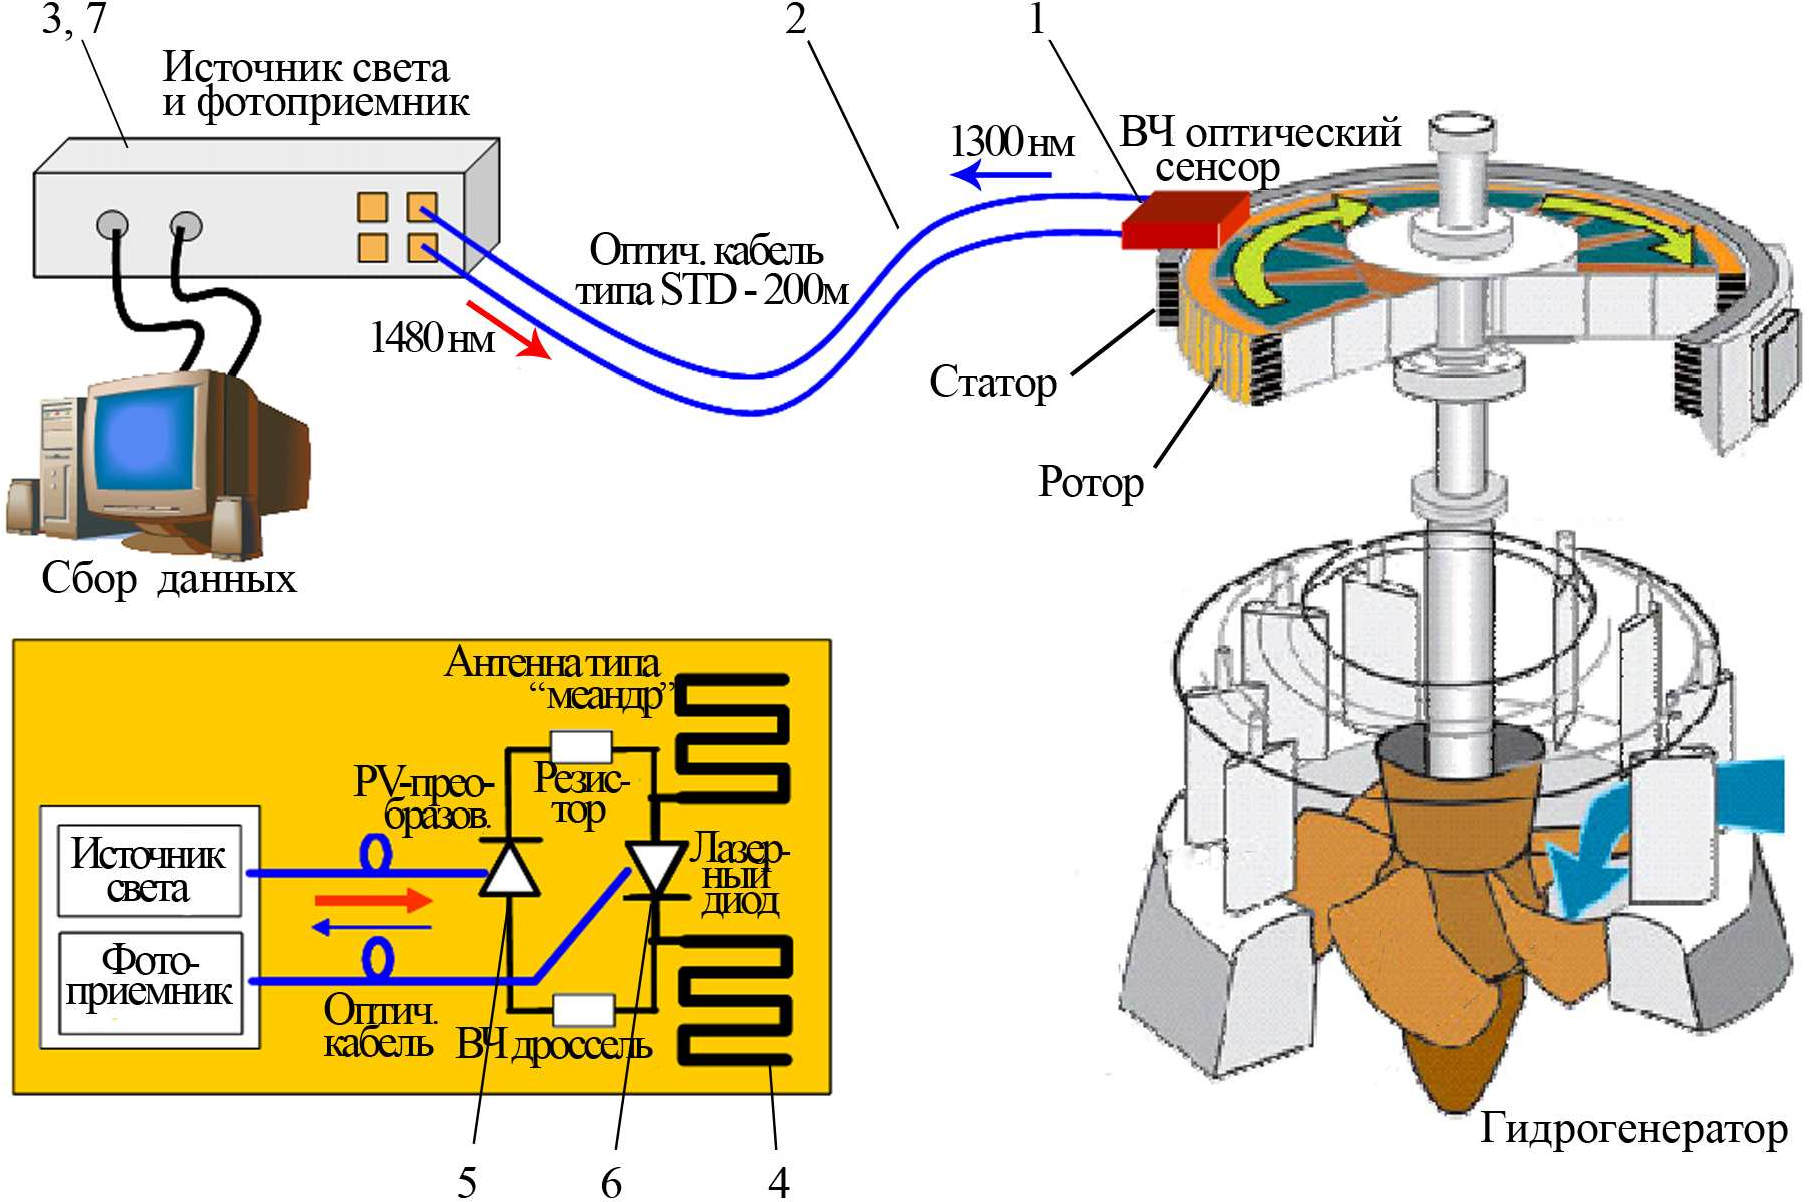 3, 7
2
1
Источник света
и фотоприемник
1300 нм
ВЧ оптический
сенсор
Оптич. кабель
типа STD - 200м
1480 нм
Статор
Ротор
Сбор данных
Антенна типа
“меандр”
PV-прео-
бразов.
Резис-
тор
Источник
света
Лазер-
ный
диод
Фото-
приемник
Оптич.
кабель
ВЧ дроссель
Гидрогенератор
5
6
4